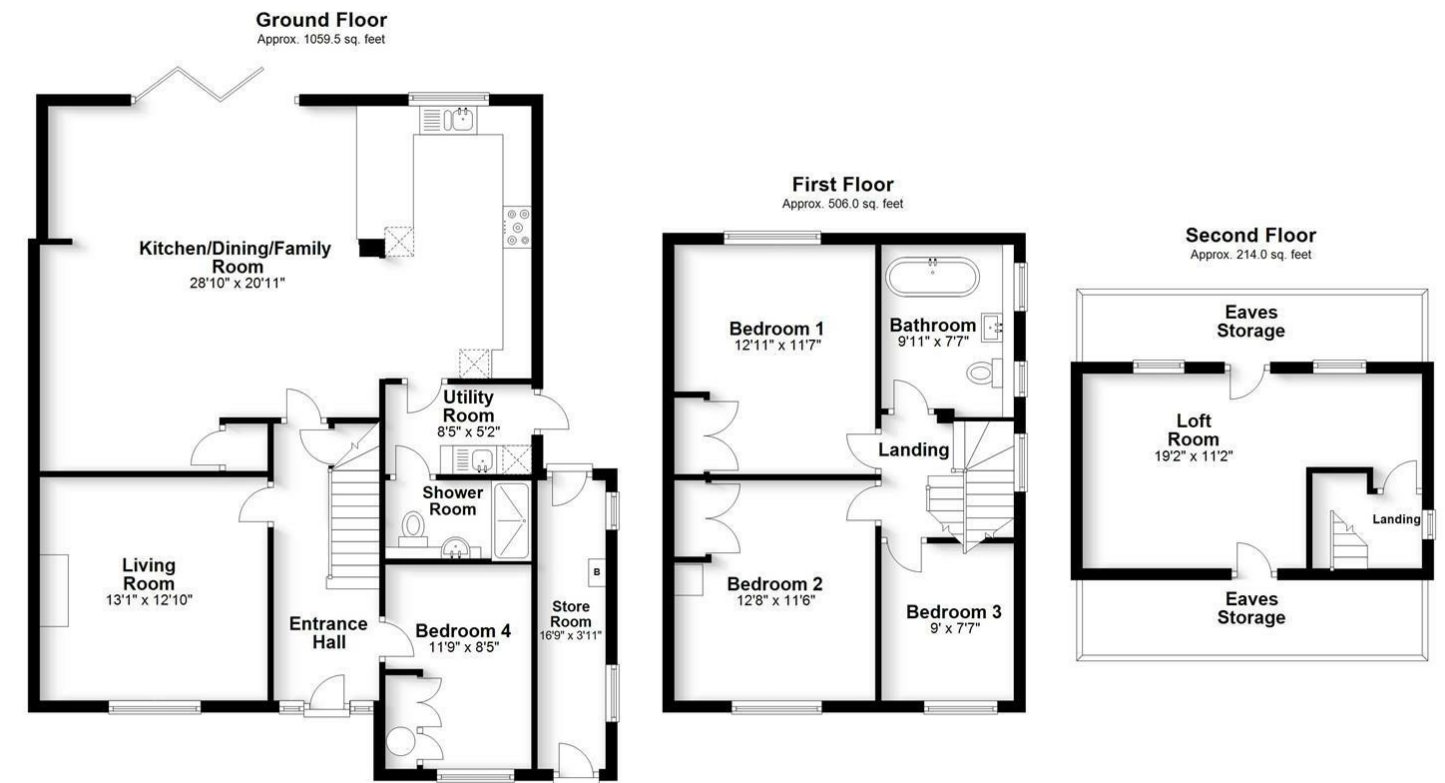 Ground Floor
Approx. 1059.5 sq. feet
Kitchen/Dining/Family
Room
28'10" x 20'11"
Utility
Room
8'5" x 5'2"
Shower
Room
Living
Room
13'1" x 12'10"
Entrance
Hall
Bedroom 4
11'9" x 8'5"
Store
Room
16'9" x 3'11"
B
First Floor
Approx. 506.0 sq. feet
Bedroom 1
12'11" x 11'7"
Bathroom
9'11" x 7'7"
Landing
Bedroom 2
12'8" x 11'6"
Bedroom 3
9' x 7'7"
Second Floor
Approx. 214.0 sq. feet
Eaves
Storage
Loft
Room
19'2" x 11'2"
Landing
Eaves
Storage